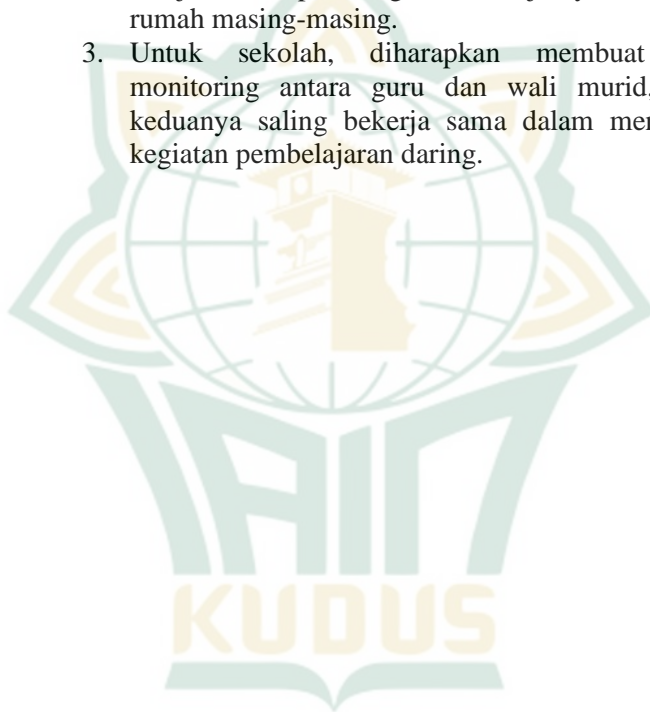 rumah masing-masing.
3. Untuk sekolah, diharapkan membuat
monitoring antara guru dan wali murid,
keduanya saling bekerja sama dalam
kegiatan pembelajaran daring.
IAIN
KUDUS